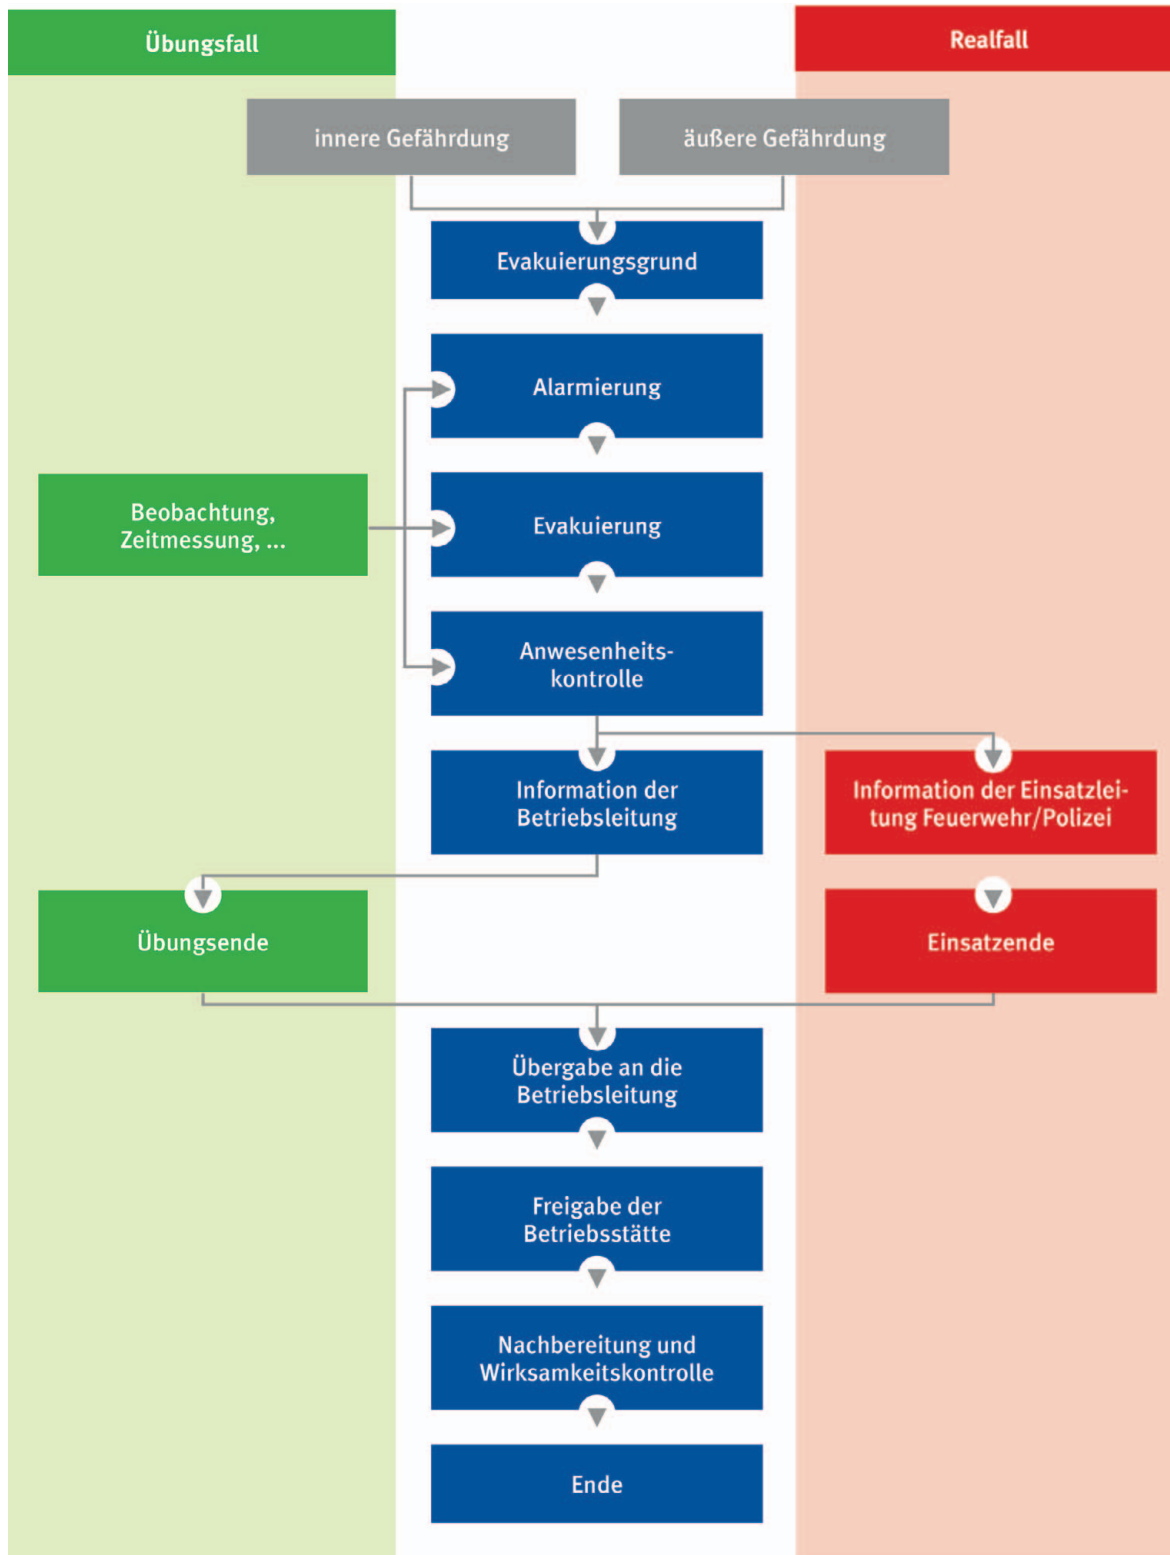 Übungsfall
Realfall
innere Gefährdung
äußere Gefährdung
Evakuierungsgrund
Alarmierung
Beobachtung,
Zeitmessung, ...
Evakuierung
Anwesenheits-
kontrolle
Information der
Betriebsleitung
Information der Einsatzlei-
tung Feuerwehr/Polizei
Übungsende
Einsatzende
Übergabe an die
Betriebsleitung
Freigabe der
Betriebsstätte
Nachbereitung und
Wirksamkeitskontrolle
Ende